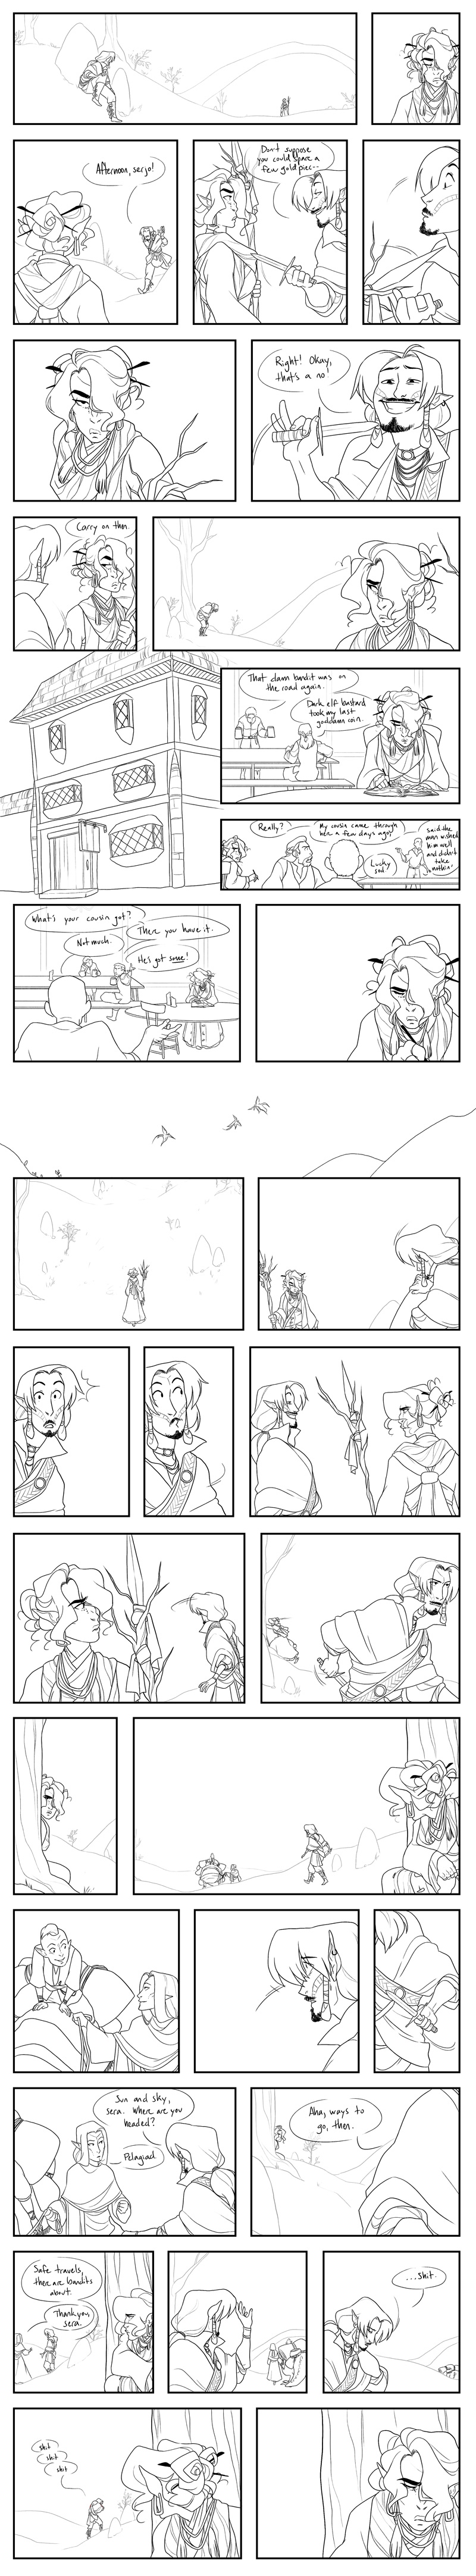 Afternoon, serjo!
Don't suppose
you could spare a
few gold piec--
Right! Okay,
that's a no!
Carry on then.
That damn bandit was on
the road again.
Dark elf bastard
took my last
goddamn coin.
Really?
My cousin came through
here a few days ago?
Lucky
sod.
Said the
man wished
him well
and didn't
take
nothin'
What's your cousin got?
Not much.
There you have it.
He's got some!
Sun and sky,
sera. Where are you
headed?
Pelagiad.
Aha, ways to
go, then.
Safe travels,
there are bandits
about.
Thank you,
sera.
...Shit.
shit
shit
shit